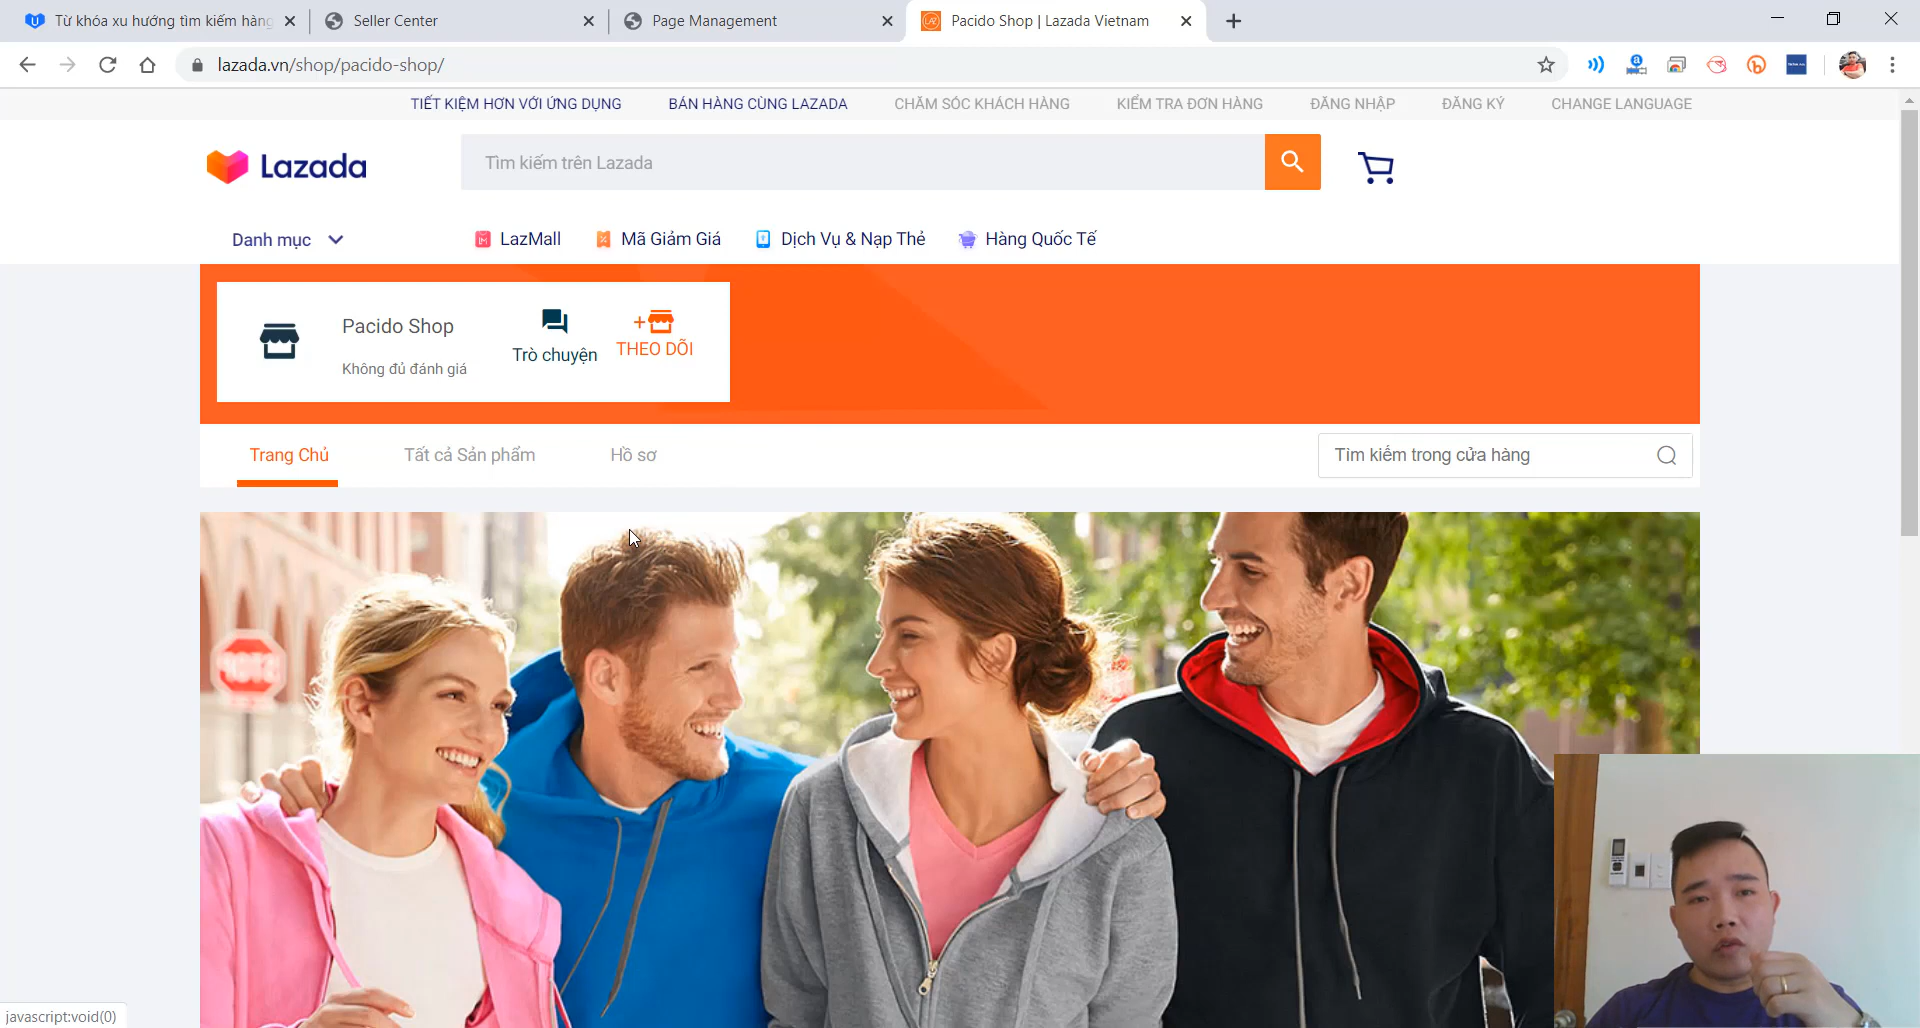 Từ khóa xu hướng tìm kiếm hàng
Seller Center
Page Management
Pacido Shop | Lazada Vietnam
lazada.vn/shop/pacido-shop/
TIẾT KIỆM HƠN VỚI ỨNG DỤNG
BÁN HÀNG CÙNG LAZADA
CHĂM SÓC KHÁCH HÀNG
KIỂM TRA ĐƠN HÀNG
ĐĂNG NHẬP
ĐĂNG KÝ
CHANGE LANGUAGE
Lazada
Tìm kiếm trên Lazada
Danh mục
LazMall
Mã Giảm Giá
Dịch Vụ & Nạp Thẻ
Hàng Quốc Tế
Pacido Shop
Không đủ đánh giá
Trò chuyện
THEO DÕI
Trang Chủ
Tất cả Sản phẩm
Hồ sơ
Tìm kiếm trong cửa hàng
javascript:void(0)